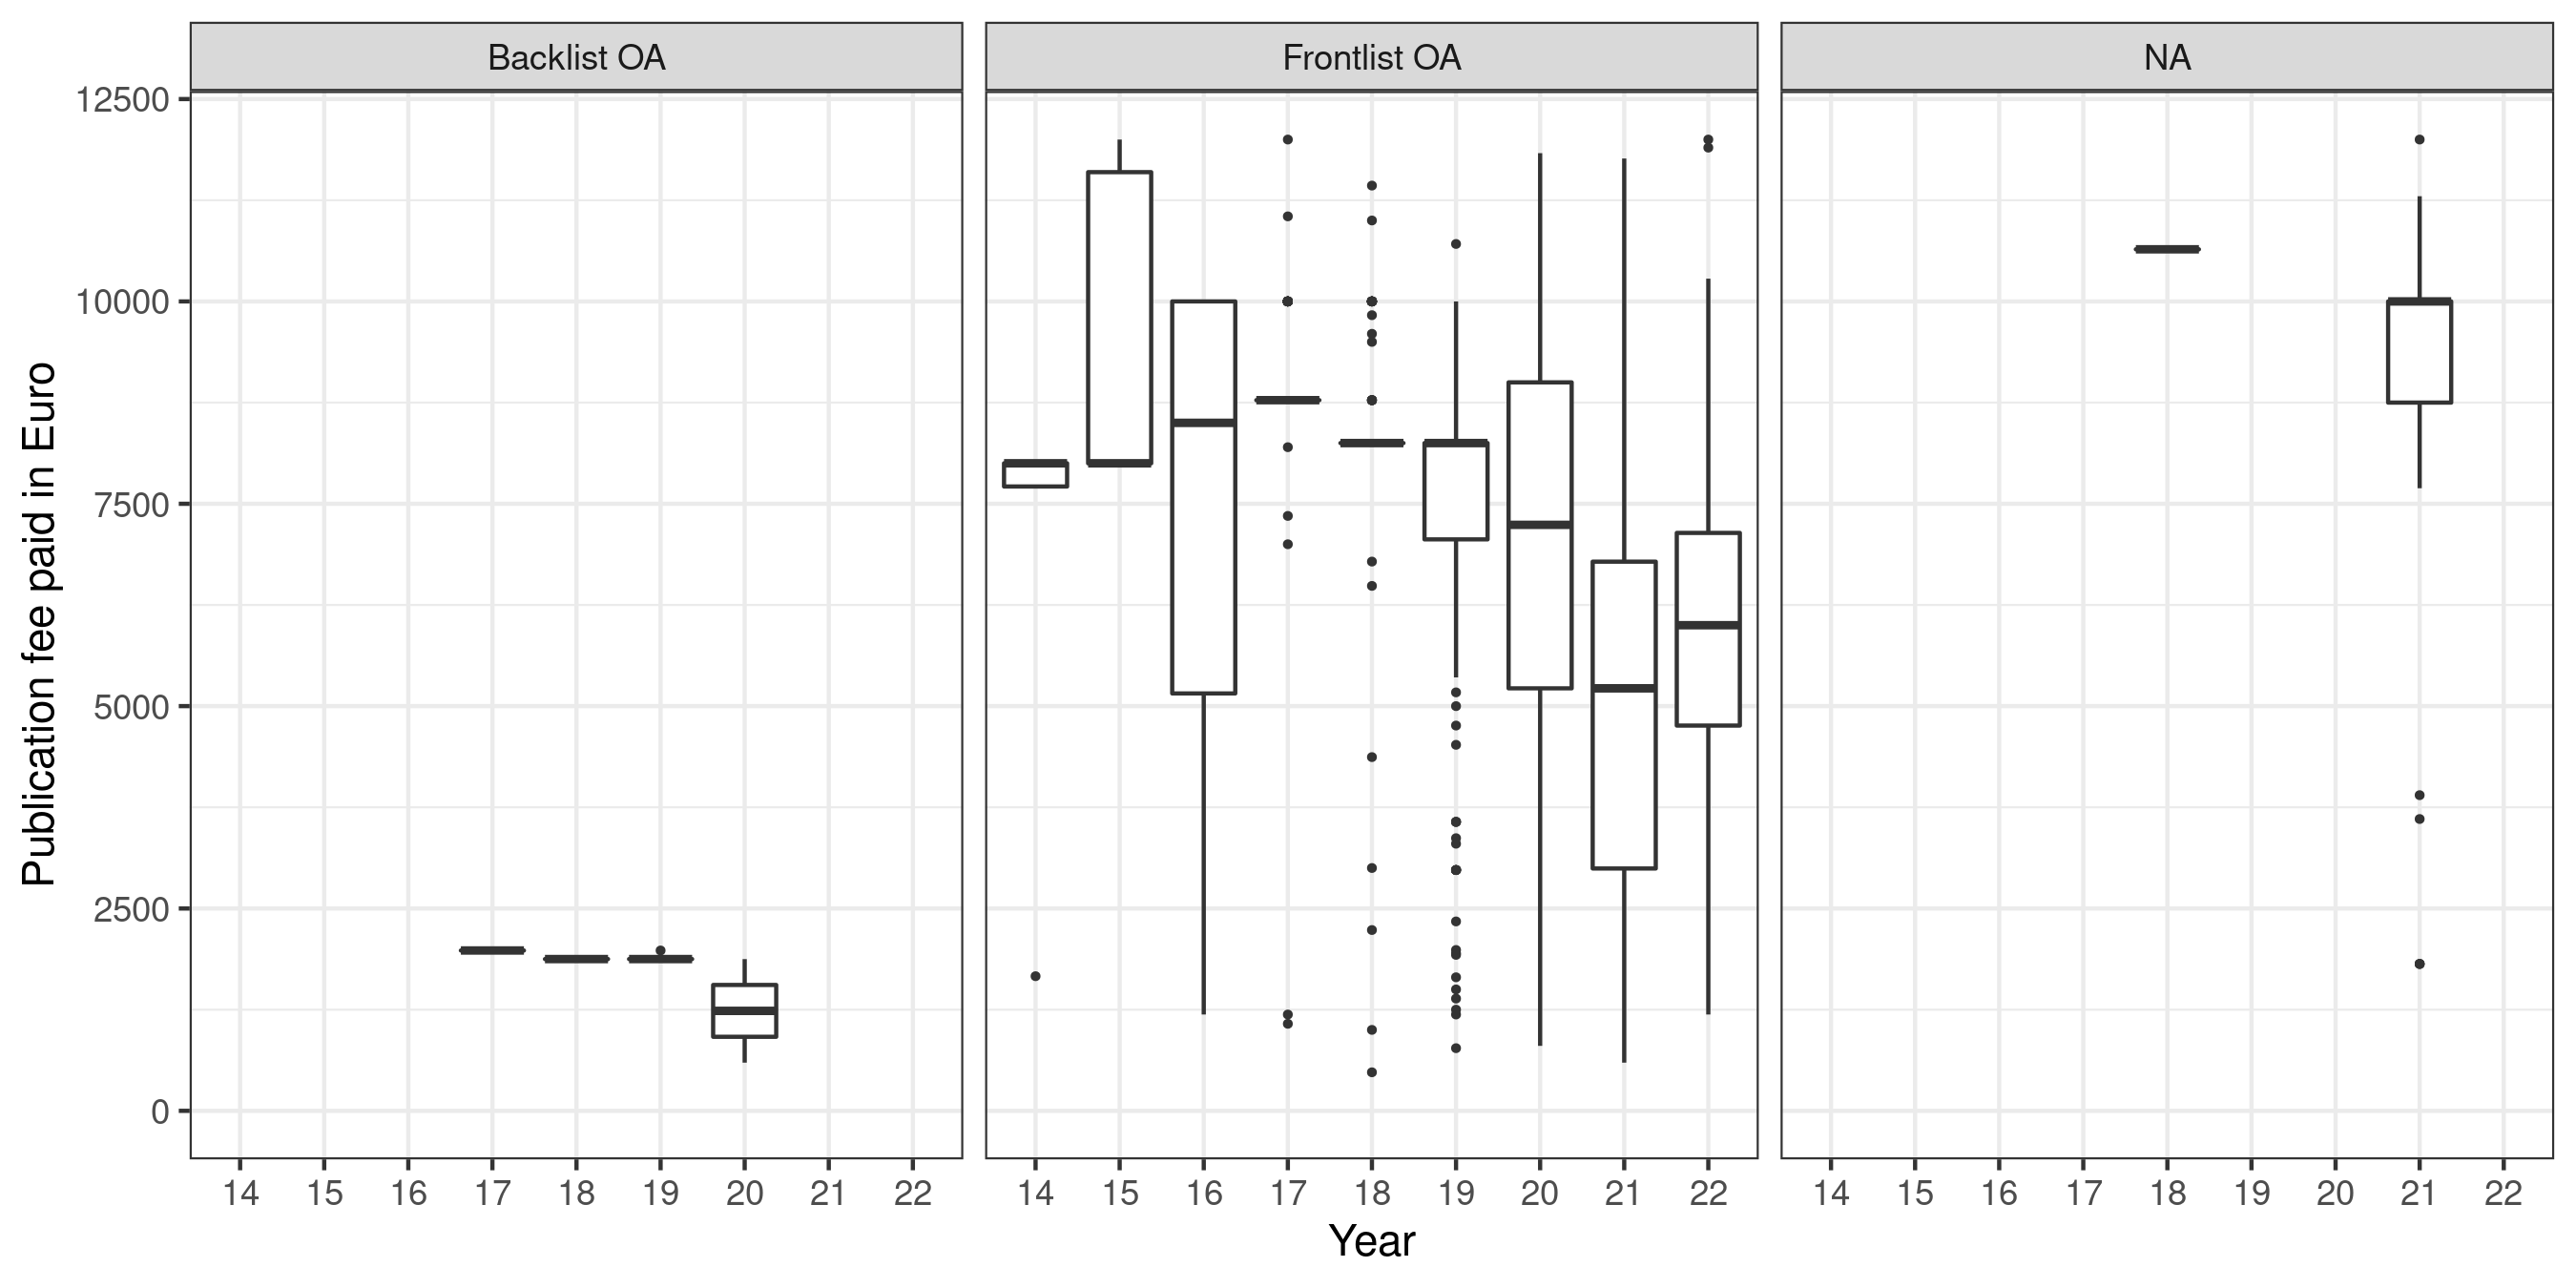 Backlist OA Frontlist OA NA
Publication fee paid in Euro
12500
10000
7500
5000
2500
0
14 15 16 17 18 19 20 21 22 14 15 16 17 18 19 20 21 22 14 15 16 17 18 19 20 21 22
Year